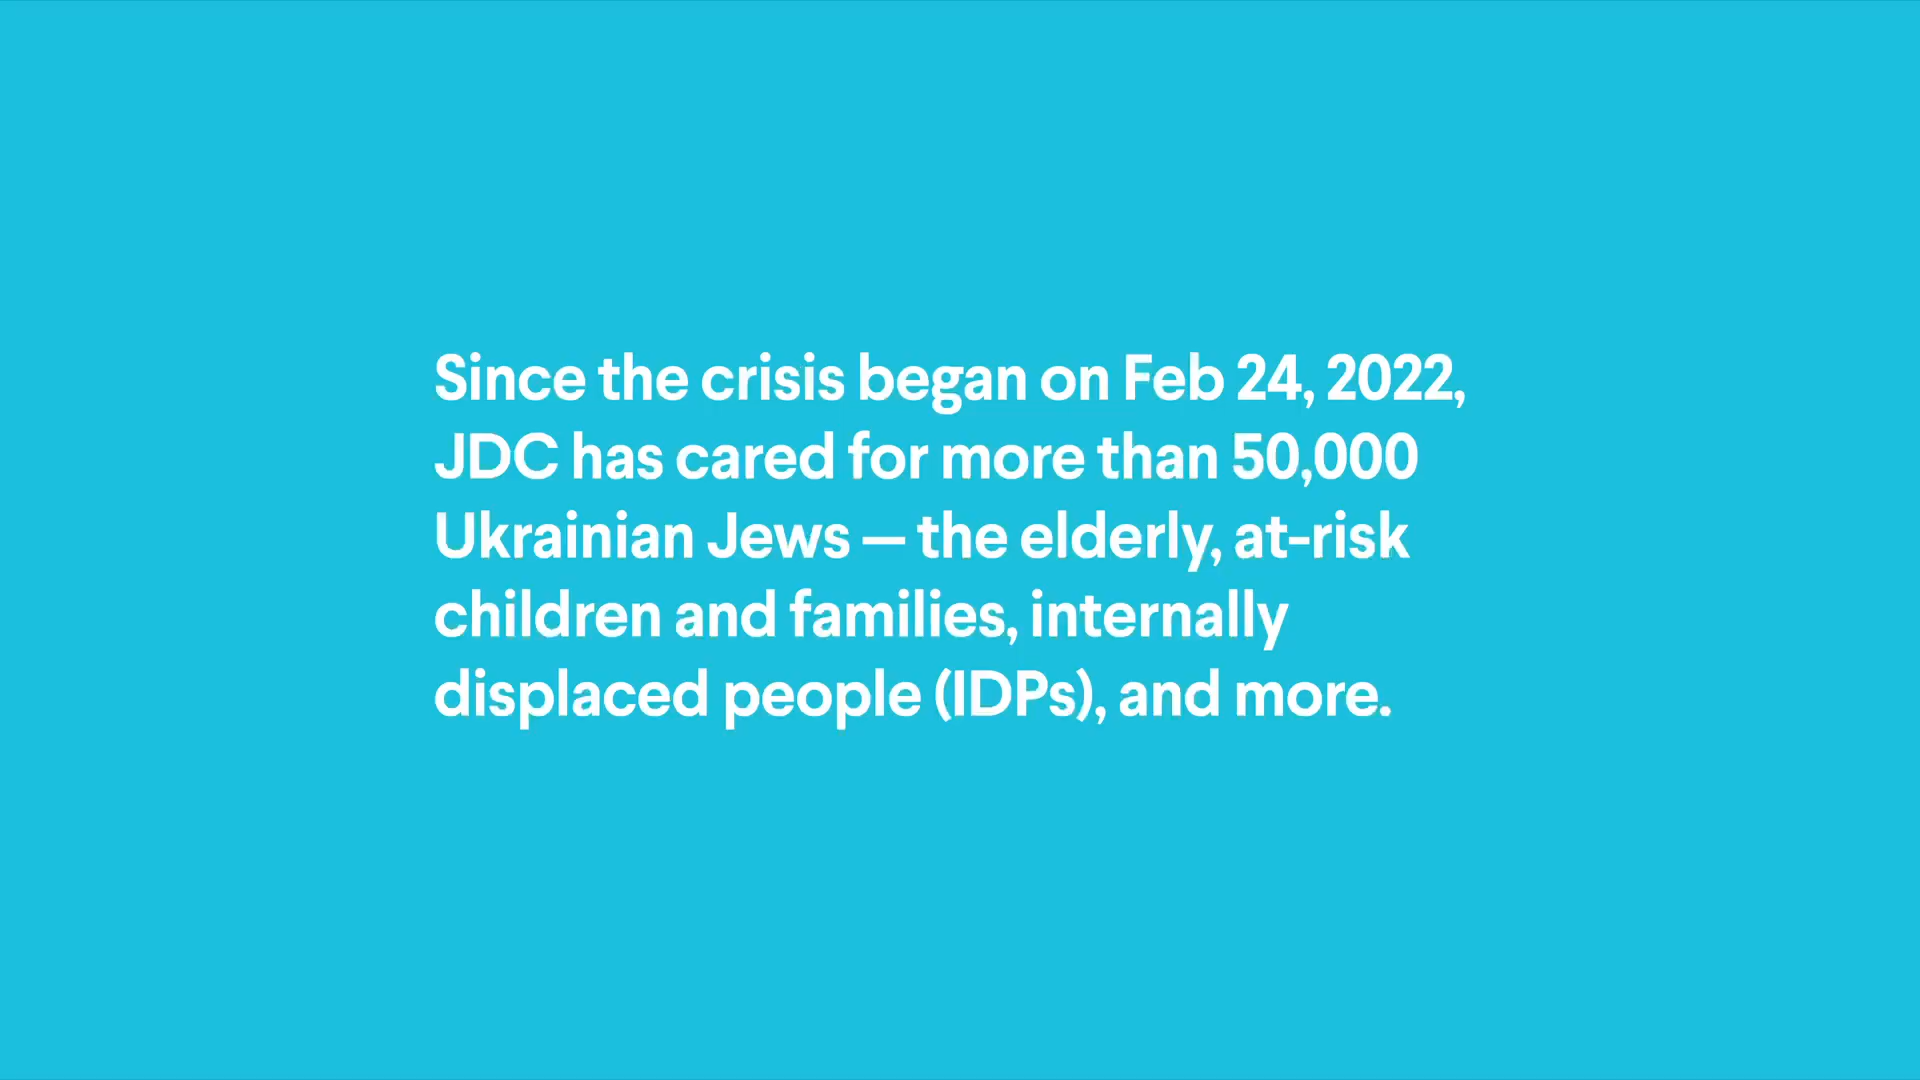 Since the crisis began on Feb 24, 2022,
JDC has cared for more than 50,000
Ukrainian Jews — the elderly, at-risk
children and families, internally
displaced people (IDPs), and more.